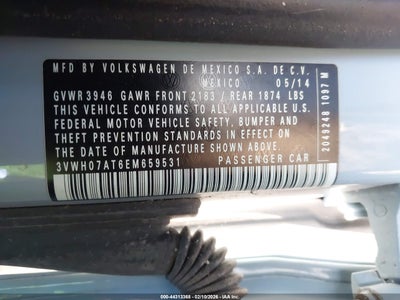 MFD BY VOLKSWAGEN DE MEXICO S.A. DE C.V.
MEXICO 05/14
GVWR 3946 GAWR FRONT 2183 / REAR 1874 LBS
THIS VEHICLE CONFORMS TO ALL APPLICABLE U.S.
FEDERAL MOTOR VEHICLE SAFETY, BUMPER AND
THEFT PREVENTION STANDARDS IN EFFECT ON THE
DATE OF MANUFACTURE SHOWN ABOVE
3VWH07AT6EM659531 PASSENGER CAR
2049248 1097 M
000-44313388 - 02/10/2026 - IAA Inc.